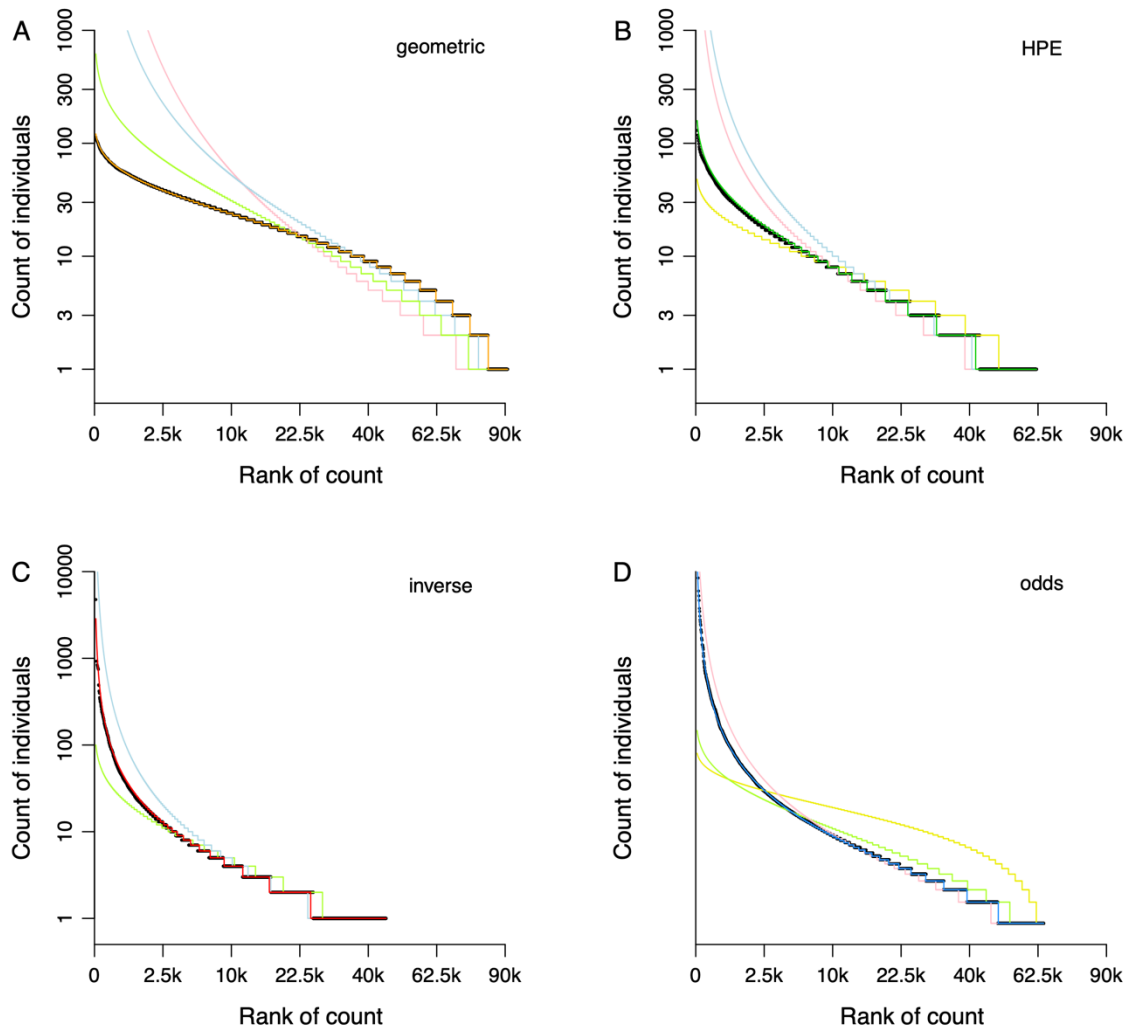 A
geometric
1000
300
100
30
10
3
1
Count of individuals
0 2.5k 10k 22.5k 40k 62.5k 90k
Rank of count
B
HPE
1000
300
100
30
10
3
1
Count of individuals
0 2.5k 10k 22.5k 40k 62.5k 90k
Rank of count
C
inverse
10000
1000
100
10
1
Count of individuals
0 2.5k 10k 22.5k 40k 62.5k 90k
Rank of count
D
odds
Count of individuals
0 2.5k 10k 22.5k 40k 62.5k 90k
Rank of count